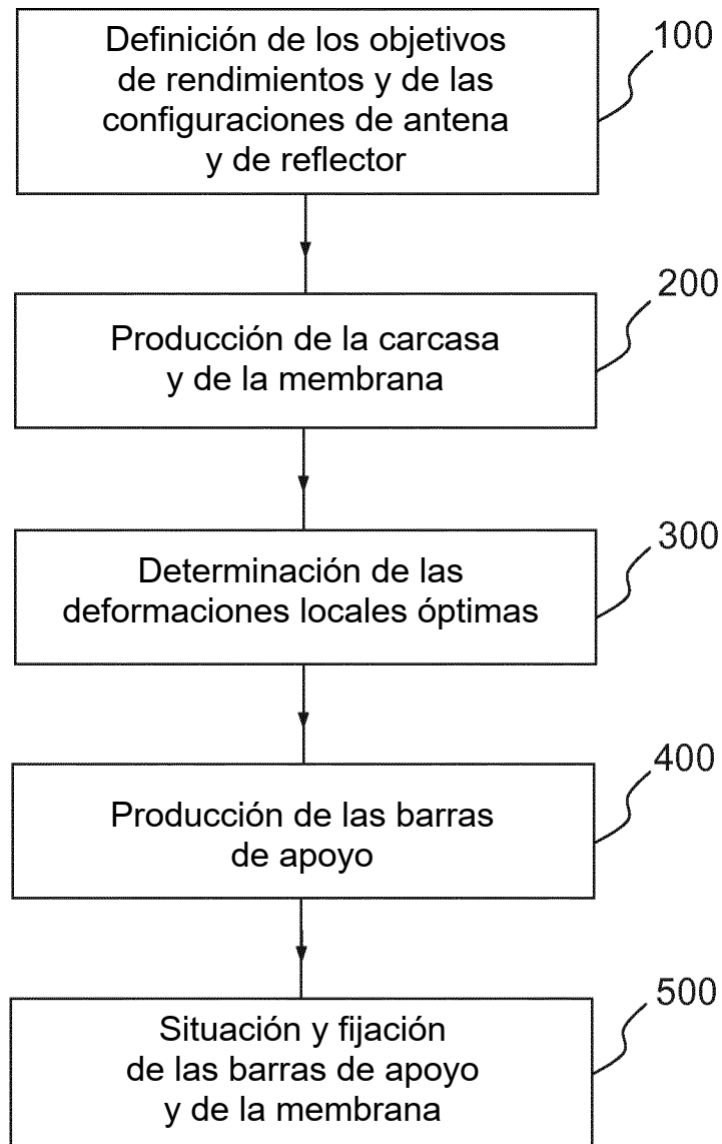 Definición de los objetivos
de rendimientos y de las
configuraciones de antena
y de reflector
100
Producción de la carcasa
y de la membrana
200
Determinación de las
deformaciones locales óptimas
300
Producción de las barras
de apoyo
400
Situación y fijación
de las barras de apoyo
y de la membrana
500